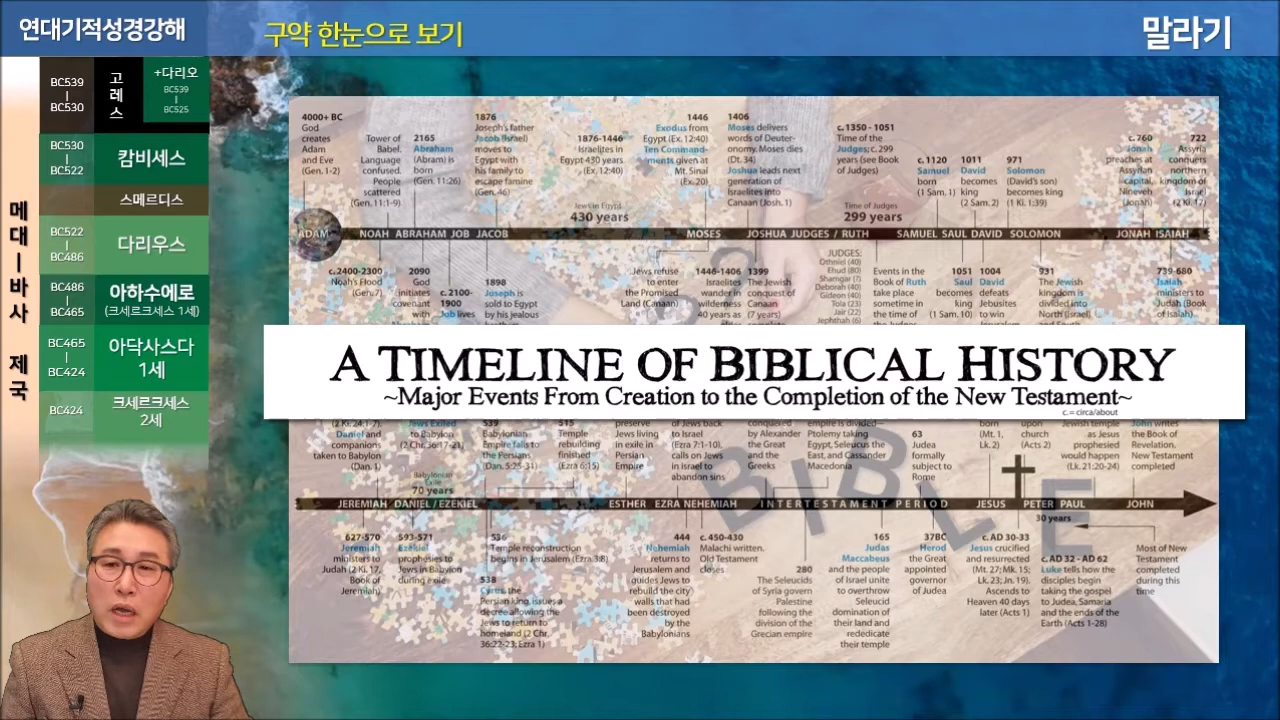 연대기적성경강해
구약 한눈으로 보기
말라기
BC539
|
BC530
고
레
스
+다리오
BC539
|
BC525
BC530
|
BC522
캄비세스
스메르디스
BC522
|
BC486
다리우스
BC486
|
BC465
아하수에로
(크세르크세스 1세)
BC465
|
BC424
아닥사스다
1세
BC424
크세르크세스
2세
메대ㅣ바사 제국
4000+ BC
God
creates
Adam
and Eve
(Gen. 1-2)
Tower of
Babel.
Language
confused.
People
scattered
(Gen. 11:1-9)
2165
Abraham
(Abram) is
born
(Gen. 11:26)
1876
Joseph's father
Jacob (Israel)
moves to
Egypt with
his family to
escape famine
(Gen. 46)
1876-1446
Israelites in
Egypt 430 years
(Ex. 12:40)
Jews in Egypt
430 years
1446
Exodus from
Egypt (Ex. 12:40)
Ten Command-
ments given at
Mt. Sinai
(Ex. 20)
1406
Moses delivers
words of Deuter-
onomy. Moses dies
(Dt. 34)
Joshua leads next
generation of
Israelites into
Canaan (Josh. 1)
c.1350 - 1051
Time of the
Judges; c. 299
years (see Book
of Judges)
Time of Judges
299 years
c. 1120
Samuel
born
(1 Sam. 1)
1011
David
becomes
king
(2 Sam. 2)
971
Solomon
(David's son)
becomes king
(1 Ki. 1:39)
c. 760
Jonah
preaches at
Assyrian
capital,
Nineveh
(Jonah)
722
Assyria
conquers
northern
kingdom of
Israel
(2 Ki. 17)
ADAM NOAH ABRAHAM JOB JACOB MOSES JOSHUA JUDGES / RUTH SAMUEL SAUL DAVID SOLOMON JONAH ISAIAH
c.2400-2300
Noah's Flood
(Gen. 7)
2090
God
initiates
covenant
with
c. 2100-
1900
Job lives
1898
Joseph is
sold to Egypt
by his jealous
Jews refuse
to enter
the Promised
Land (Canaan)
1446-1406
Israelites
wander in
wilderness
40 years as
1399
The Jewish
conquest of
Canaan
(7 years)
JUDGES:
Othniel (40)
Ehud (80)
Shamgar (?)
Deborah (40)
Gideon (40)
Tola (23)
Jair (22)
Jephthah (6)
Events in the
Book of Ruth
take place
sometime in
the time of
the Judges
1051
Saul
becomes
king
(1 Sam. 10)
1004
David
defeats
Jebusites
to win
Jerusalem
931
The Jewish
kingdom is
divided into
North (Israel)
and South
739-680
Isaiah
ministers to
Judah (Book
of Isaiah)
A TIMELINE OF BIBLICAL HISTORY
~Major Events From Creation to the Completion of the New Testament~
c. = circa/about
(2 Ki. 24:1-7).
Daniel and
companions
taken to Babylon
(Dan. 1)
Jews Exiled
to Babylon
(2 Chr. 36:17-21)
Babylonian
Exile
70 years
539
Babylonian
Empire falls to
the Persians
(Dan. 5:25-31)
515
Temple
rebuilding
finished
(Ezra 6:15)
preserve
Jews living
in exile in
Persian
Empire
of Jews back
to Israel
(Ezra 7:1-10).
calls on Jews
in Israel to
abandon sins
conquered
by Alexander
the Great
and the
Greeks
empire is divided—
Ptolemy taking
Egypt, Seleucus the
East, and Cassander
Macedonia
63
Judea
formally
subject to
Rome
born
(Mt. 1,
Lk. 2)
upon
church
(Acts 2)
Jewish temple
as Jesus
prophesied
would happen
(Lk. 21:20-24)
John writes
the Book of
Revelation.
New Testament
completed
JEREMIAH DANIEL / EZEKIEL ESTHER EZRA NEHEMIAH INTERTESTAMENT PERIOD JESUS PETER PAUL JOHN
30 years
627-570
Jeremiah
ministers to
Judah (2 Ki. 17,
Book of
Jeremiah)
593-571
Ezekiel
prophesies to
Jews in Babylon
during exile
536
Temple reconstruction
begins in Jerusalem (Ezra 3:8)
538
Cyrus, the
Persian king, issues a
decree allowing the
Jews to return to
homeland (2 Chr.
36:22-23; Ezra 1)
444
Nehemiah
returns to
Jerusalem and
guides Jews to
rebuild the city
walls that had
been destroyed
by the
Babylonians
c. 450-430
Malachi written.
Old Testament
closes
280
The Seleucids
of Syria govern
Palestine
following the
division of the
Grecian empire
165
Judas
Maccabeus
and the people
of Israel unite
to overthrow
Seleucid
domination of
their land and
rededicate
their temple
37BC
Herod
the Great
appointed
governor
of Judea
c. AD 30-33
Jesus crucified
and resurrected
(Mt. 27; Mk. 15;
Lk. 23; Jn. 19).
Ascends to
Heaven 40 days
later (Acts 1)
c. AD 32 - AD 62
Luke tells how the
disciples begin
taking the gospel
to Judea, Samaria
and the ends of the
Earth (Acts 1-28)
Most of New
Testament
completed
during this
time
BIBLE